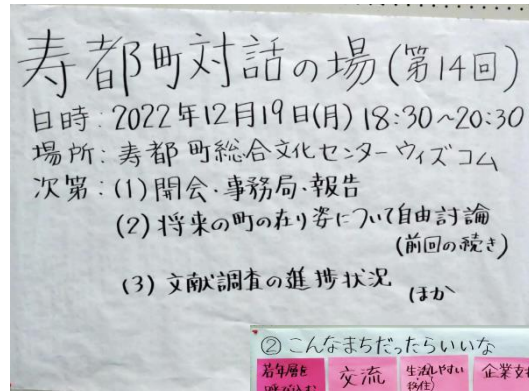 寿都町対話の場(第14回)
日時:2022年12月19日(月) 18:30~20:30
場所:寿都町総合文化センターウィズコム
次第:(1)開会・事務局・報告
(2)将来の町の在り姿について自由討論
(前回の続き)
(3)文献調査の進捗状況
(ほか
②こんなまちだったらいいな
若年層を
呼び込む
交流
生活しやすい
(移住)
企業